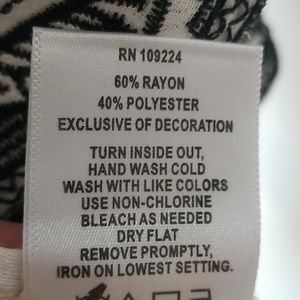 RN 109224
60% RAYON
40% POLYESTER
EXCLUSIVE OF DECORATION
TURN INSIDE OUT,
HAND WASH COLD
WASH WITH LIKE COLORS
USE NON-CHLORINE
BLEACH AS NEEDED
DRY FLAT
REMOVE PROMPTLY,
IRON ON LOWEST SETTING.